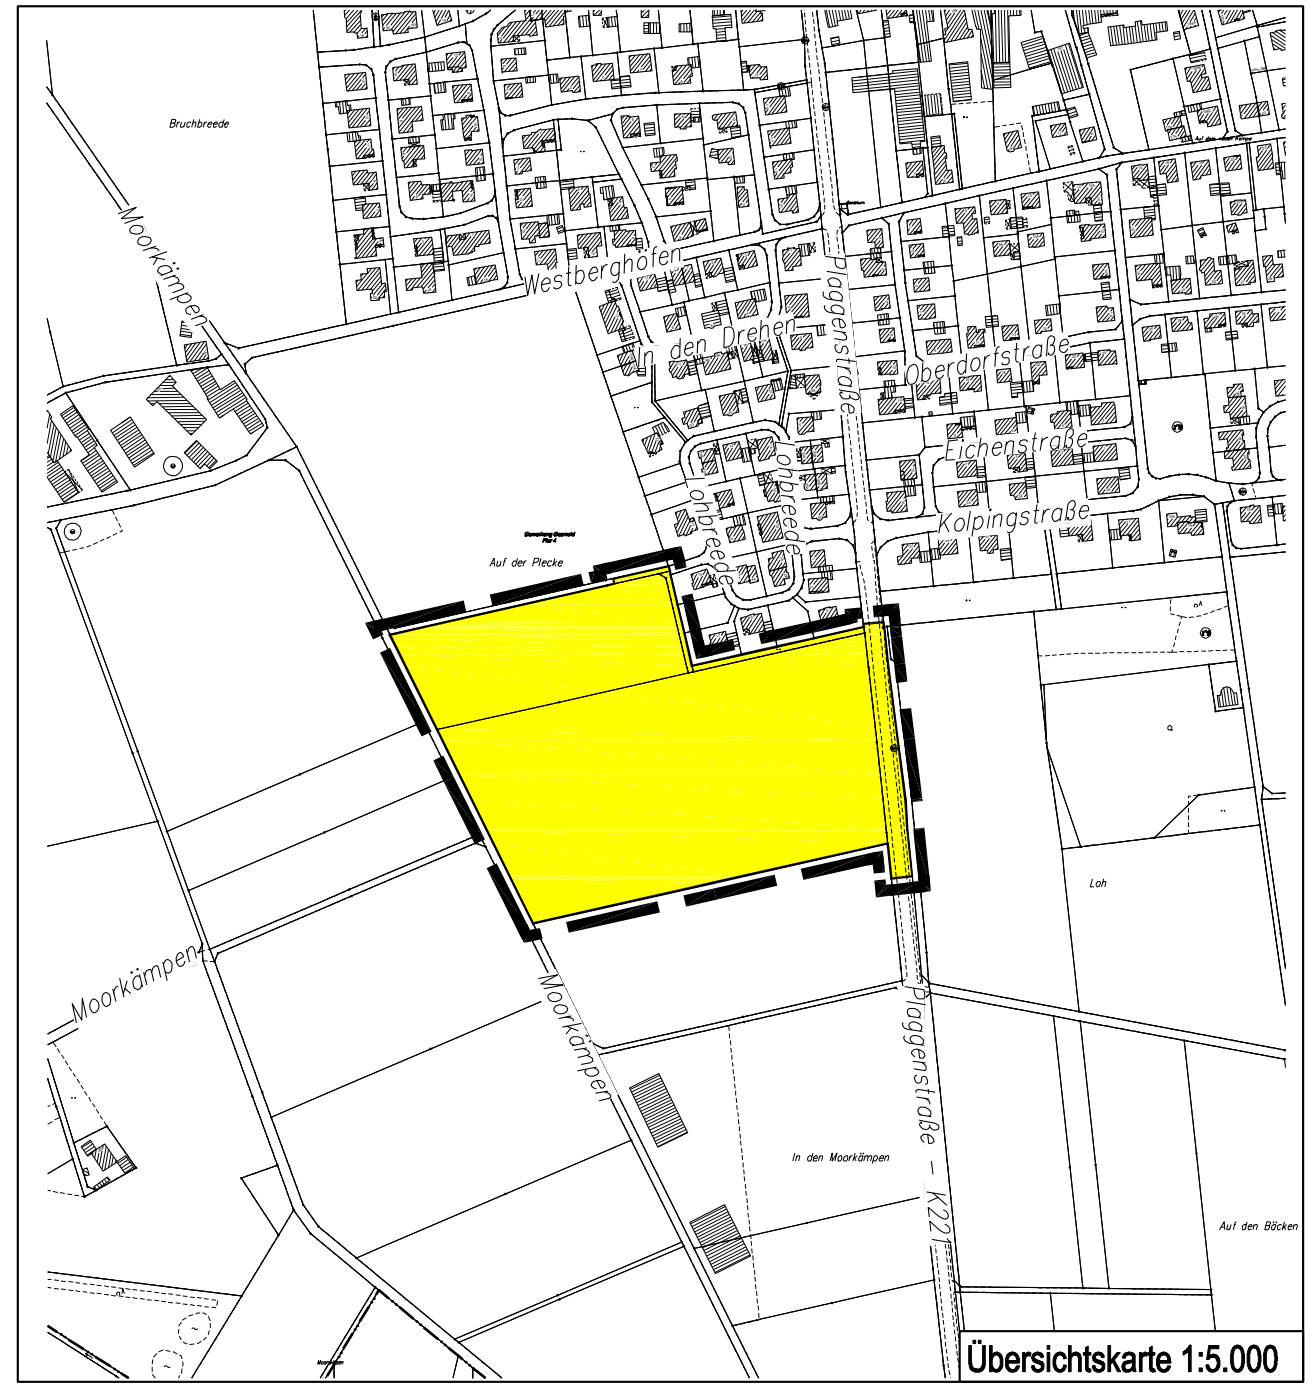 Bruchbreede
Moorkämpen
Westberghöfen
In den Drehen
Plaggenstraße
Oberdorfstraße
Eichenstraße
Kolpingstraße
Lohbreede
Lohbreede
Auf der Plecke
Loh
Moorkämpen
Moorkämpen
Plaggenstraße - K221
In den Moorkämpen
Auf den Bäcken
Übersichtskarte 1:5.000